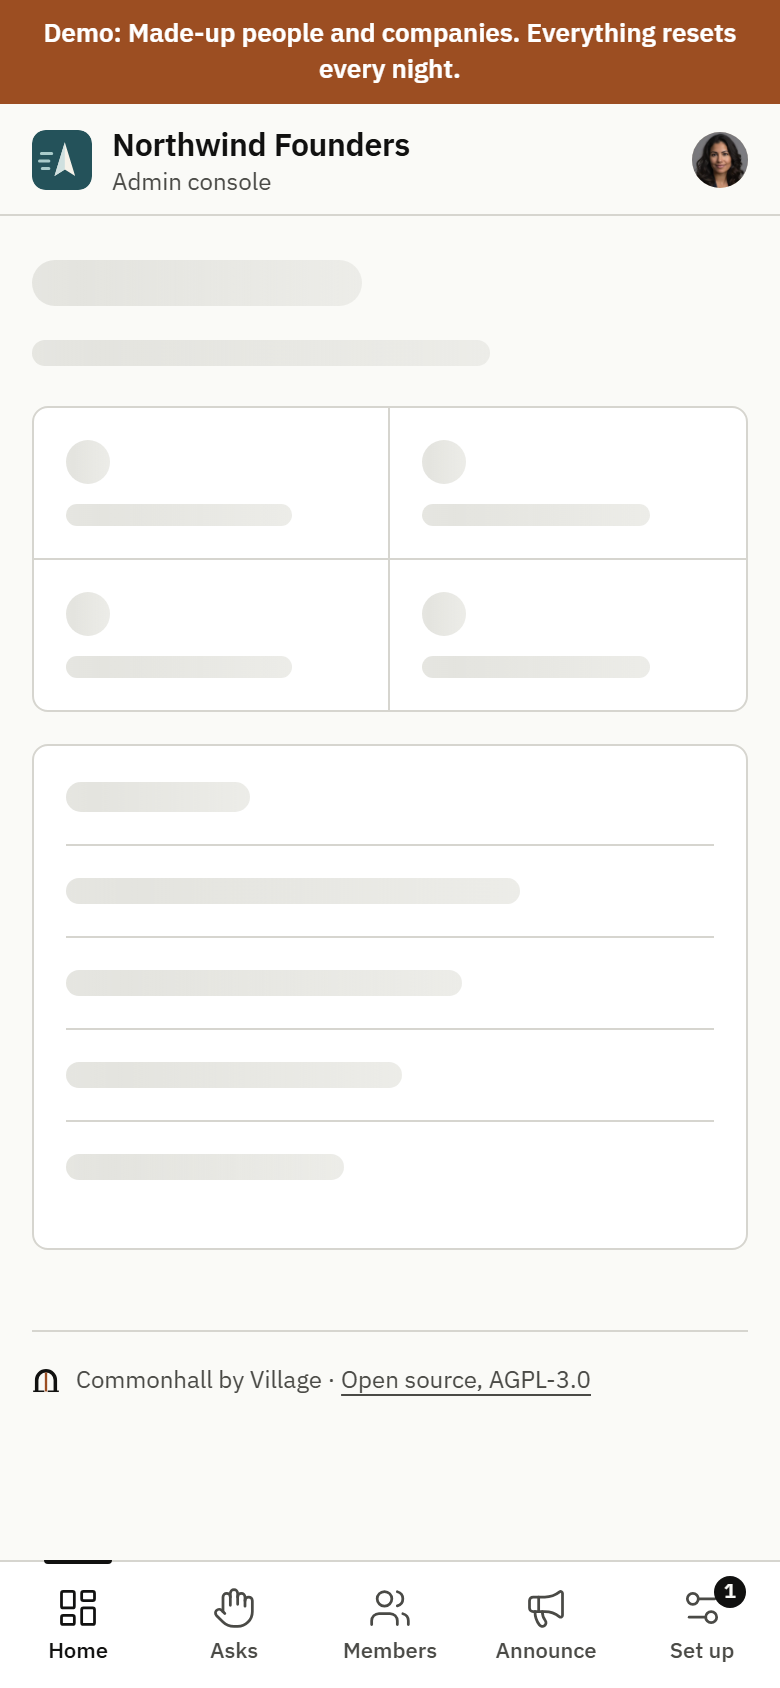 Demo: Made-up people and companies. Everything resets
every night.
Northwind Founders
Admin console
Commonhall by Village · Open source, AGPL-3.0
1
Home
Asks
Members
Announce
Set up